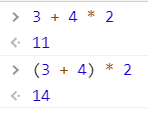 > 3 + 4 * 2
< 11
> (3 + 4) * 2
< 14